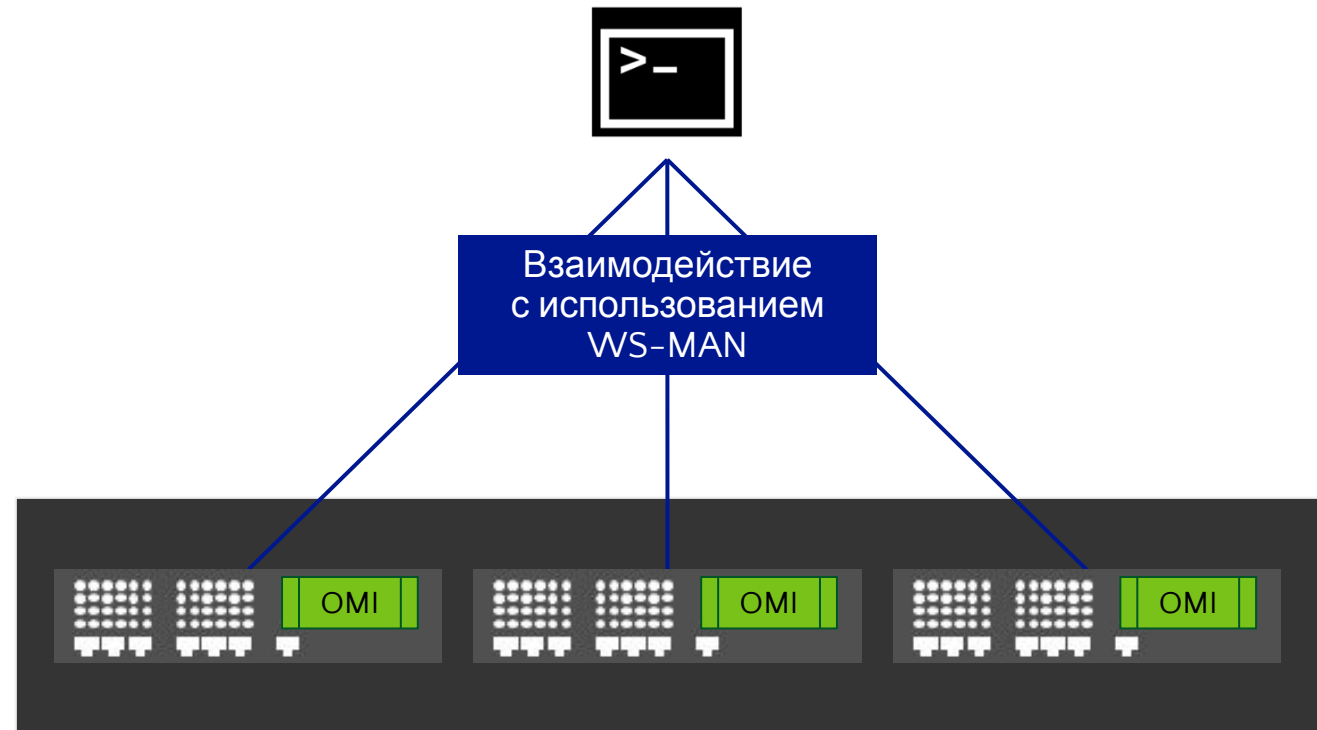 >_
Взаимодействие
с использованием
WS-MAN
OMI
OMI
OMI